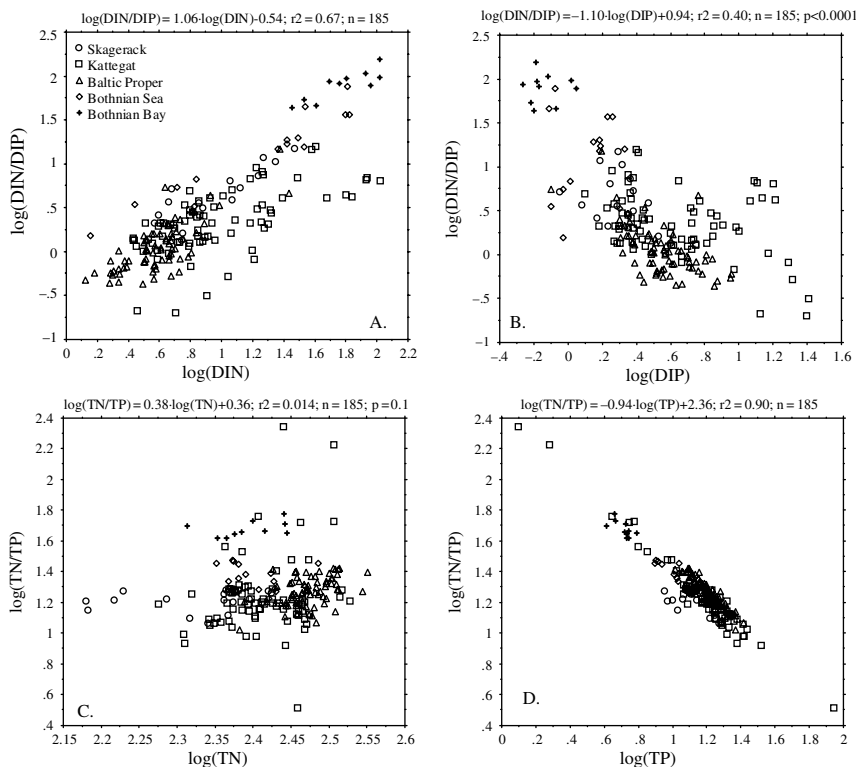 log(DIN/DIP) = 1.06·log(DIN)-0.54; r2 = 0.67; n = 185
2.5
2
1.5
1
.5
0
-.5
-1
log(DIN/DIP)
Skagerack
Kattegat
Baltic Proper
Bothnian Sea
Bothnian Bay
A.
0 .2 .4 .6 .8 1 1.2 1.4 1.6 1.8 2 2.2
log(DIN)
log(DIN/DIP) =–1.10·log(DIP)+0.94; r2 = 0.40; n = 185; p<0.0001
2.5
2
1.5
1
.5
0
-.5
-1
log(DIN/DIP)
B.
-.4 -.2 0 .2 .4 .6 .8 1 1.2 1.4 1.6
log(DIP)
log(TN/TP) = 0.38·log(TN)+0.36; r2 = 0.014; n = 185; p = 0.1
2.4
2.2
2
1.8
1.6
1.4
1.2
1
.8
.6
.4
log(TN/TP)
C.
2.15 2.2 2.25 2.3 2.35 2.4 2.45 2.5 2.55 2.6
log(TN)
log(TN/TP) =–0.94·log(TP)+2.36; r2 = 0.90; n = 185
2.4
2.2
2
1.8
1.6
1.4
1.2
1
.8
.6
.4
log(TN/TP)
D.
0 .2 .4 .6 .8 1 1.2 1.4 1.6 1.8 2
log(TP)